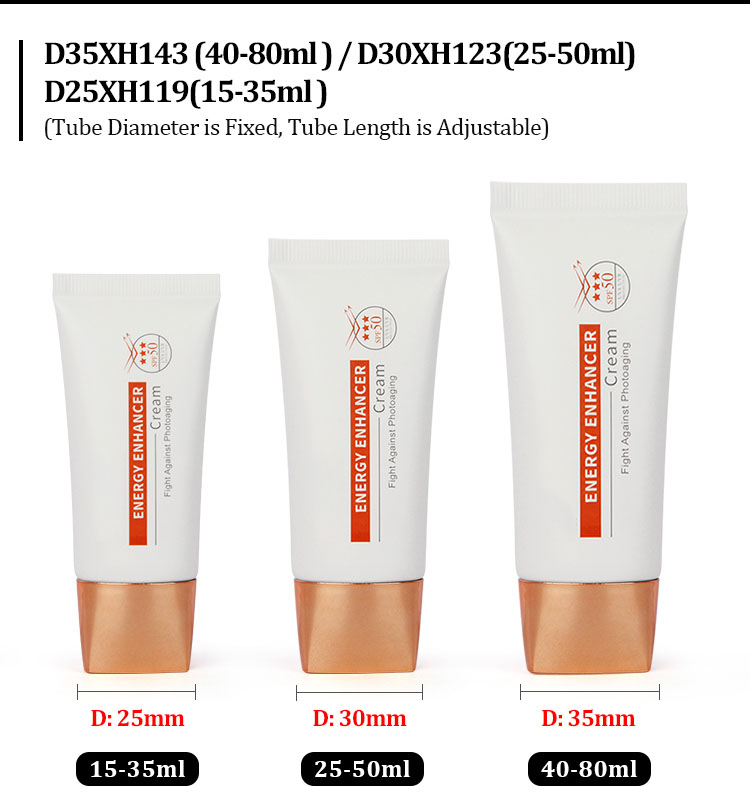 D35XH143 (40-80ml ) / D30XH123(25-50ml)
D25XH119(15-35ml )
(Tube Diameter is Fixed, Tube Length is Adjustable)
SPF50
ENERGY ENHANCER
Cream
Fight Against Photoaging
SPF50
ENERGY ENHANCER
Cream
Fight Against Photoaging
SPF50
UVA UVB
ENERGY ENHANCER
Cream
Fight Against Photoaging
D: 25mm
D: 30mm
D: 35mm
15-35ml
25-50ml
40-80ml